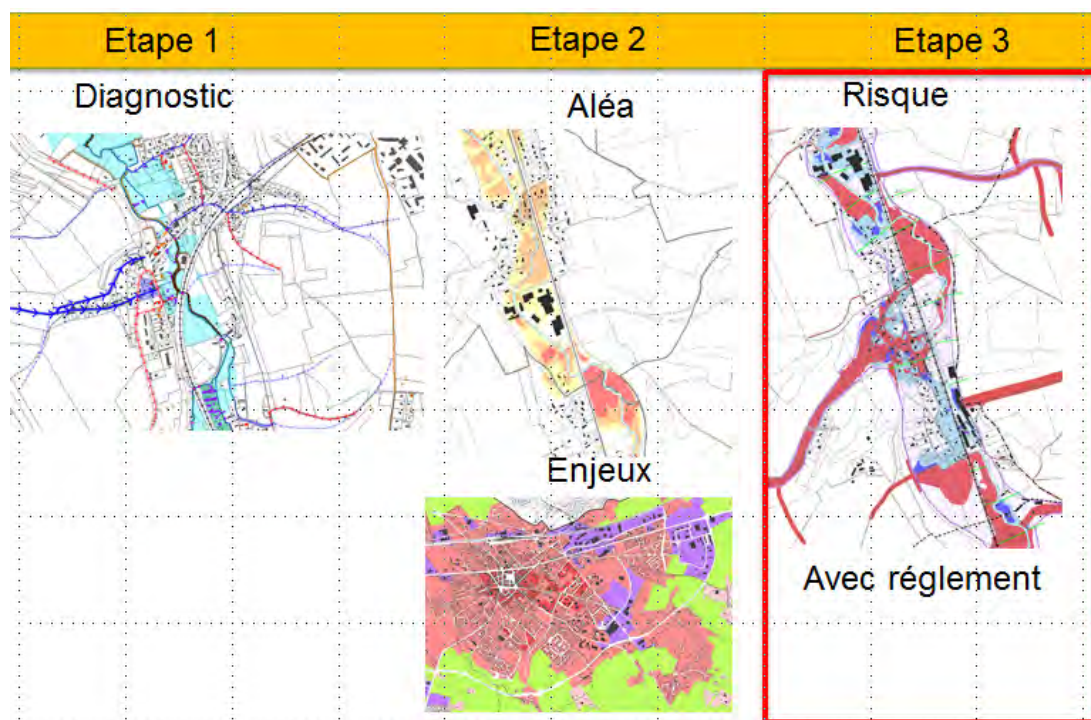 Etape 1
Etape 2
Etape 3
Diagnostic
Aléa
Risque
Enjeux
Avec réglement